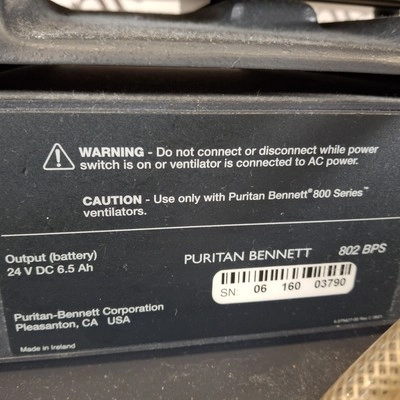 WARNING - Do not connect or disconnect while power
switch is on or ventilator is connected to AC power.
CAUTION - Use only with Puritan Bennett® 800 Series™
ventilators.
Output (battery)
24 V DC 6.5 Ah
PURITAN BENNETT 802 BPS
SN: 06 160 03790
Puritan-Bennett Corporation
Pleasanton, CA USA
Made in Ireland